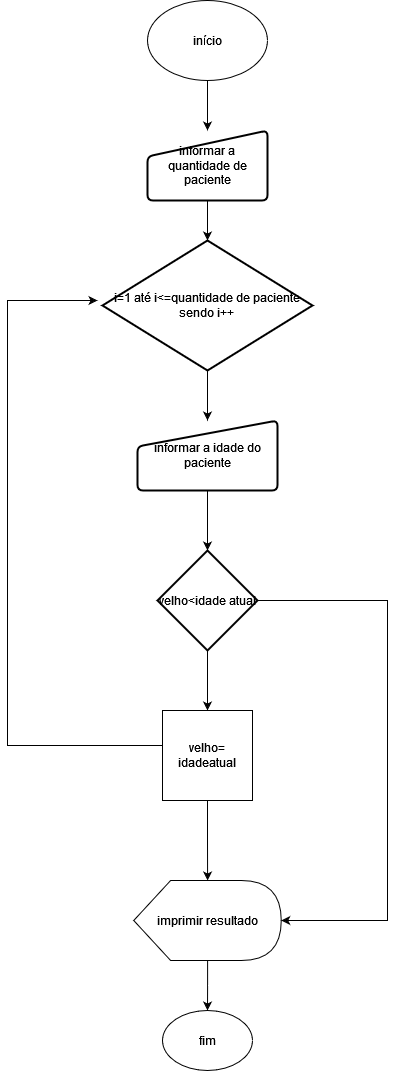 início
informar a
quantidade de
paciente
i=1 até i<=quantidade de paciente
sendo i++
informar a idade do
paciente
velho<idade atual
velho=
idadeatual
imprimir resultado
fim